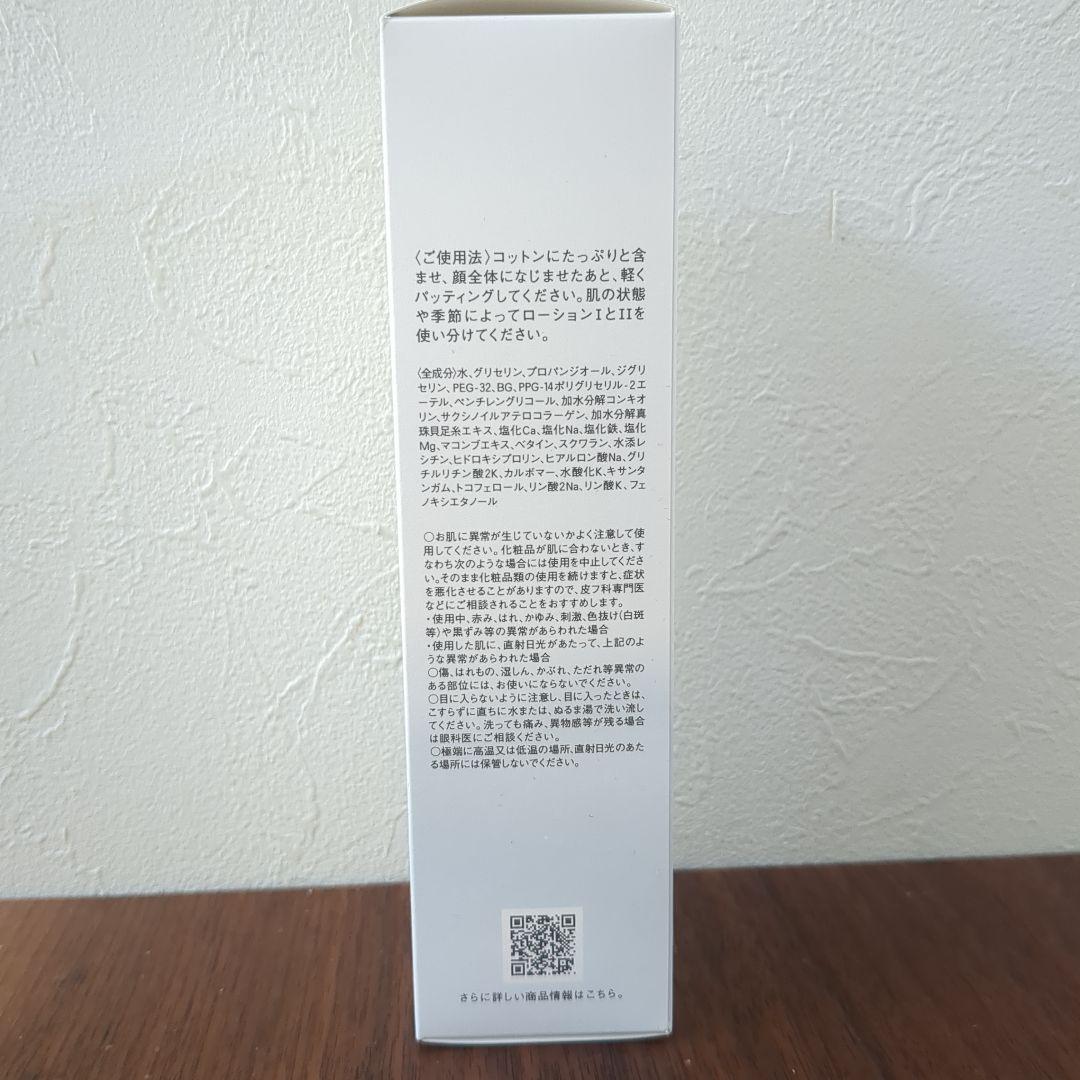 〈ご使用法〉コットンにたっぷりと含
ませ、顔全体になじませたあと、軽く
パッティングしてください。肌の状態
や季節によってローションIとIIを
使い分けてください。
〈全成分〉水、グリセリン、プロパンジオール、ジグリ
セリン、PEG-32、BG、PPG-14ポリグリセリル-2エ
ーテル、ペンチレングリコール、加水分解コンキオ
リン、サクシノイルアテロコラーゲン、加水分解真
珠貝足糸エキス、塩化Ca、塩化Na、塩化鉄、塩化
Mg、マコンブエキス、ベタイン、スクワラン、水添レ
シチン、ヒドロキシプロリン、ヒアルロン酸Na、グリ
チルリチン酸2K、カルボマー、水酸化K、キサンタ
ンガム、トコフェロール、リン酸2Na、リン酸K、フェ
ノキシエタノール
○お肌に異常が生じていないかよく注意して使
用してください。化粧品が肌に合わないとき、す
なわち次のような場合には使用を中止してくださ
い。そのまま化粧品類の使用を続けますと、症状
を悪化させることがありますので、皮フ科専門医
などにご相談されることをおすすめします。
・使用中、赤み、はれ、かゆみ、刺激、色抜け(白斑
等)や黒ずみ等の異常があらわれた場合
・使用した肌に、直射日光があたって、上記のよ
うな異常があらわれた場合
○傷、はれもの、湿しん、かぶれ、ただれ等異常の
ある部位には、お使いにならないでください。
○目に入らないように注意し、目に入ったときは、
こすらずに直ちに水または、ぬるま湯で洗い流し
てください。洗っても痛み、異物感等が残る場合
は眼科医にご相談ください。
○極端に高温又は低温の場所、直射日光のあた
る場所には保管しないでください。
さらに詳しい商品情報はこちら。